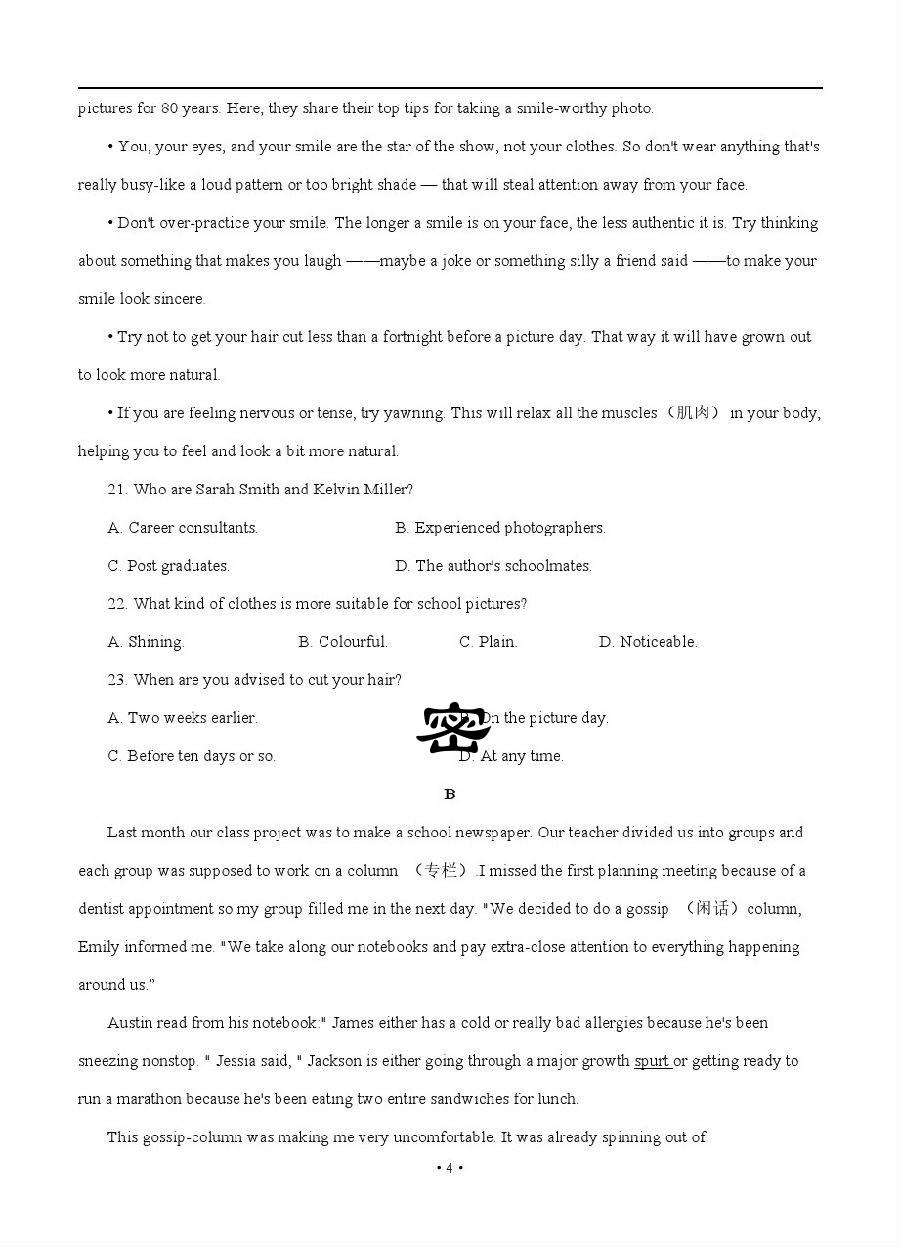 pictures for 80 years. Here, they share their top tips for taking a smile-worthy photo.
• You, your eyes, and your smile are the star of the show, not your clothes. So don't wear anything that's
really busy-like a loud pattern or too bright shade — that will steal attention away from your face.
• Don't over-practice your smile. The longer a smile is on your face, the less authentic it is. Try thinking
about something that makes you laugh ——maybe a joke or something silly a friend said ——to make your
smile look sincere.
• Try not to get your hair cut less than a fortnight before a picture day. That way it will have grown out
to look more natural.
• If you are feeling nervous or tense, try yawning. This will relax all the muscles（肌肉） in your body,
helping you to feel and look a bit more natural.
21. Who are Sarah Smith and Kelvin Miller?
A. Career consultants. B. Experienced photographers.
C. Post graduates. D. The author's schoolmates.
22. What kind of clothes is more suitable for school pictures?
A. Shining. B. Colourful. C. Plain. D. Noticeable.
23. When are you advised to cut your hair?
A. Two weeks earlier. B. On the picture day.
密
C. Before ten days or so. D. At any time.
B
Last month our class project was to make a school newspaper. Our teacher divided us into groups and
each group was supposed to work on a column （专栏）.I missed the first planning meeting because of a
dentist appointment so my group filled me in the next day. "We decided to do a gossip （闲话）column,
Emily informed me. "We take along our notebooks and pay extra-close attention to everything happening
around us."
Austin read from his notebook:" James either has a cold or really bad allergies because he's been
sneezing nonstop. " Jessia said, " Jackson is either going through a major growth spurt or getting ready to
run a marathon because he's been eating two entire sandwiches for lunch.
This gossip-column was making me very uncomfortable. It was already spinning out of
• 4 •